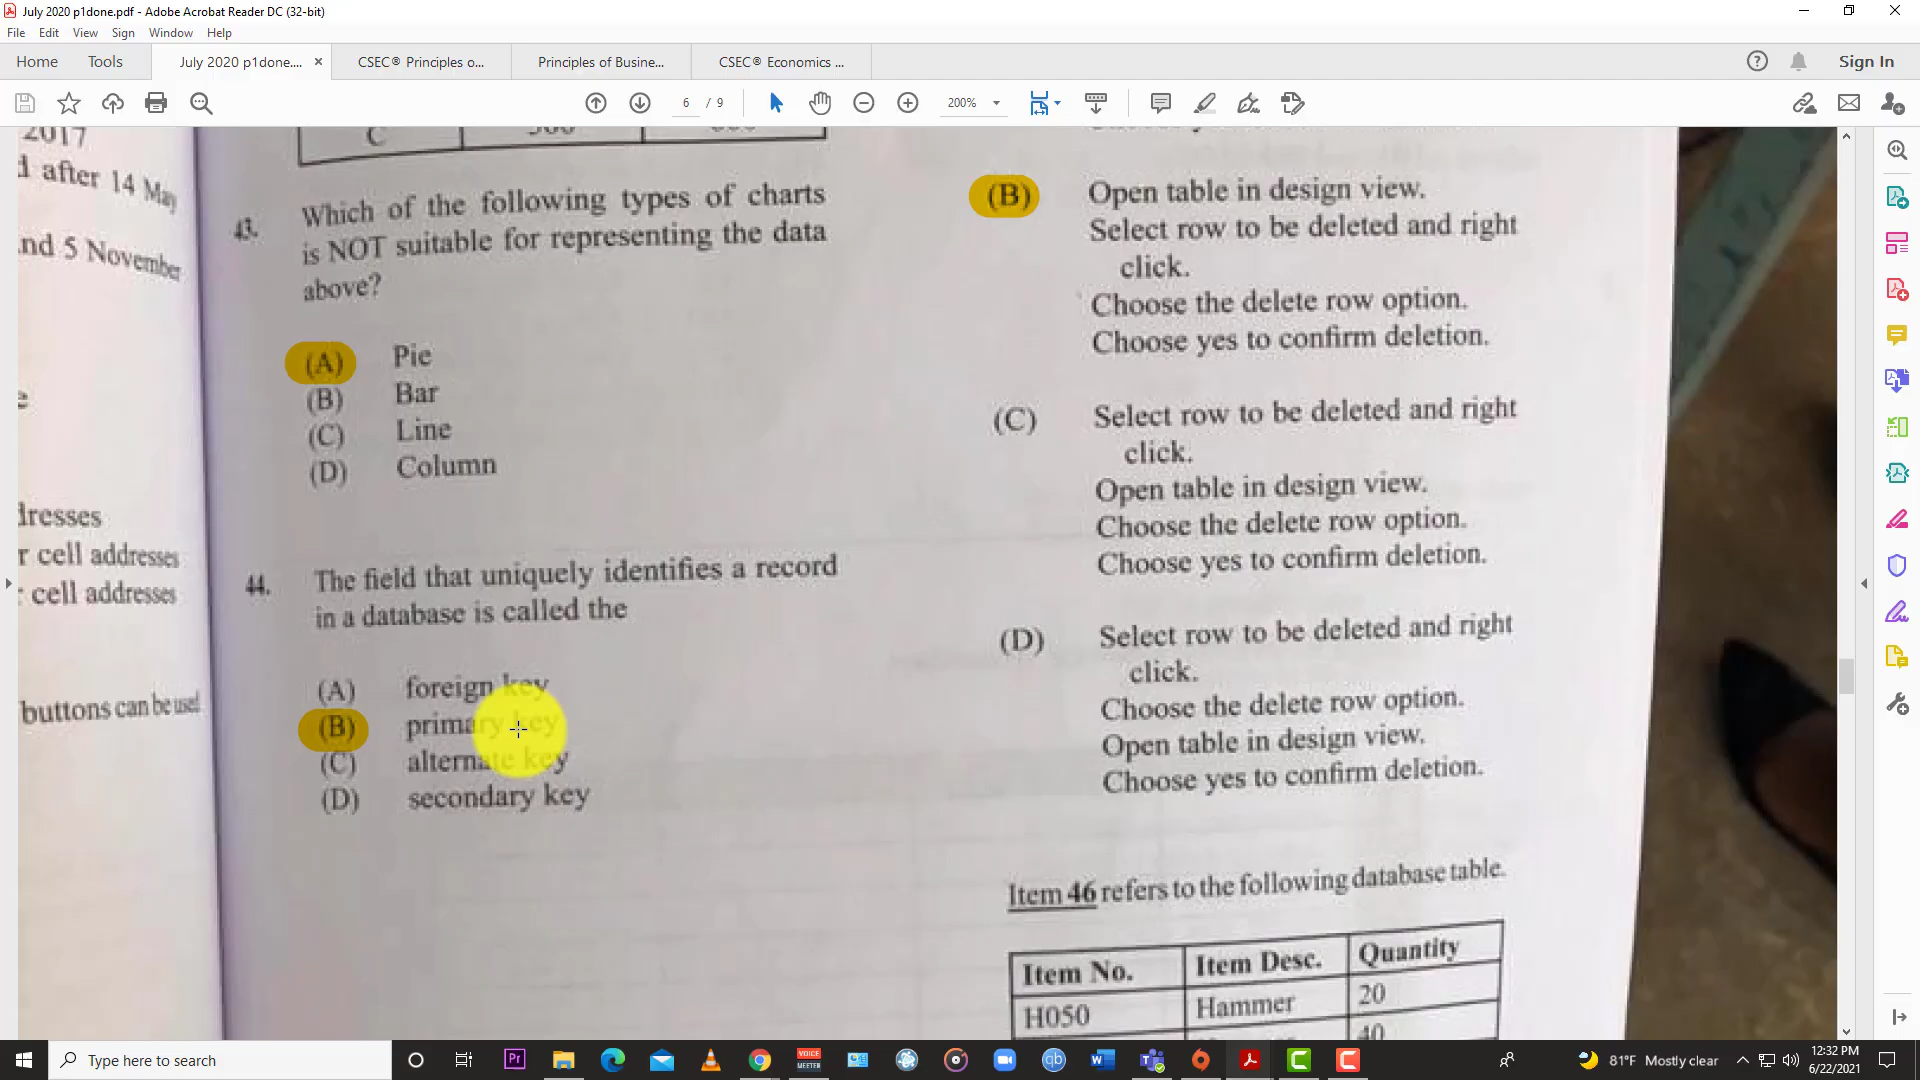 July 2020 p1done.pdf - Adobe Acrobat Reader DC (32-bit)
File Edit View Sign Window Help
Home Tools July 2020 p1done.... × CSEC® Principles o... Principles of Busine... CSEC® Economics ... Sign In
6 / 9 200%
2017
d after 14 May
nd 5 November
dresses
r cell addresses
cell addresses
buttons can be used
C
43. Which of the following types of charts
is NOT suitable for representing the data
above?
(A) Pie
(B) Bar
(C) Line
(D) Column
44. The field that uniquely identifies a record
in a database is called the
(A) foreign key
(B) primary key
(C) alternate key
(D) secondary key
(B) Open table in design view.
Select row to be deleted and right
click.
Choose the delete row option.
Choose yes to confirm deletion.
(C) Select row to be deleted and right
click.
Open table in design view.
Choose the delete row option.
Choose yes to confirm deletion.
(D) Select row to be deleted and right
click.
Choose the delete row option.
Open table in design view.
Choose yes to confirm deletion.
Item 46 refers to the following database table.
Item No. Item Desc. Quantity
H050 Hammer 20
40
Type here to search
Pr
VOICE
MEETER
qb
81°F Mostly clear
12:32 PM
6/22/2021